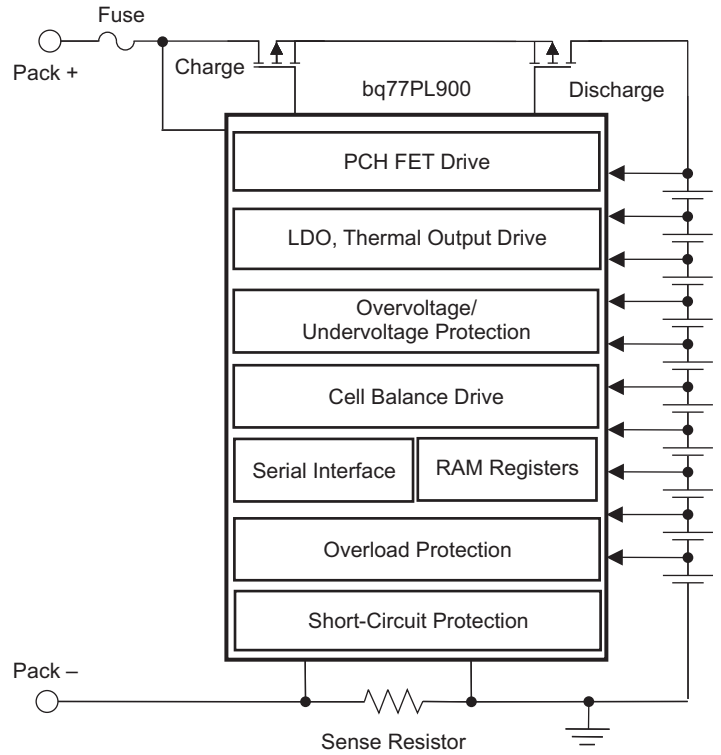 Fuse
Pack +
Charge
bq77PL900
Discharge
PCH FET Drive
LDO, Thermal Output Drive
Overvoltage/
Undervoltage Protection
Cell Balance Drive
Serial Interface
RAM Registers
Overload Protection
Short-Circuit Protection
Pack –
Sense Resistor